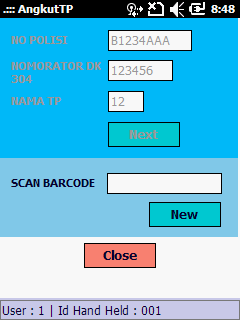 .::: AngkutTP 8:48
NO POLISI B1234AAA
NOMORATOR DK 304 123456
NAMA TP 12
Next
SCAN BARCODE
New
Close
User : 1 | Id Hand Held : 001